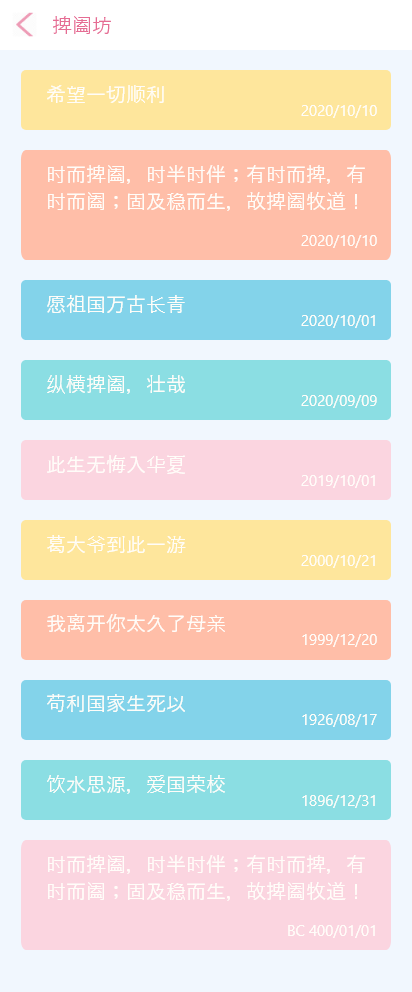 捭阖坊
希望一切顺利
2020/10/10
时而捭阖，时半时伴；有时而捭，有
时而阖；固及稳而生，故捭阖牧道！
2020/10/10
愿祖国万古长青
2020/10/01
纵横捭阖，壮哉
2020/09/09
此生无悔入华夏
2019/10/01
葛大爷到此一游
2000/10/21
我离开你太久了母亲
1999/12/20
苟利国家生死以
1926/08/17
饮水思源，爱国荣校
1896/12/31
时而捭阖，时半时伴；有时而捭，有
时而阖；固及稳而生，故捭阖牧道！
BC 400/01/01